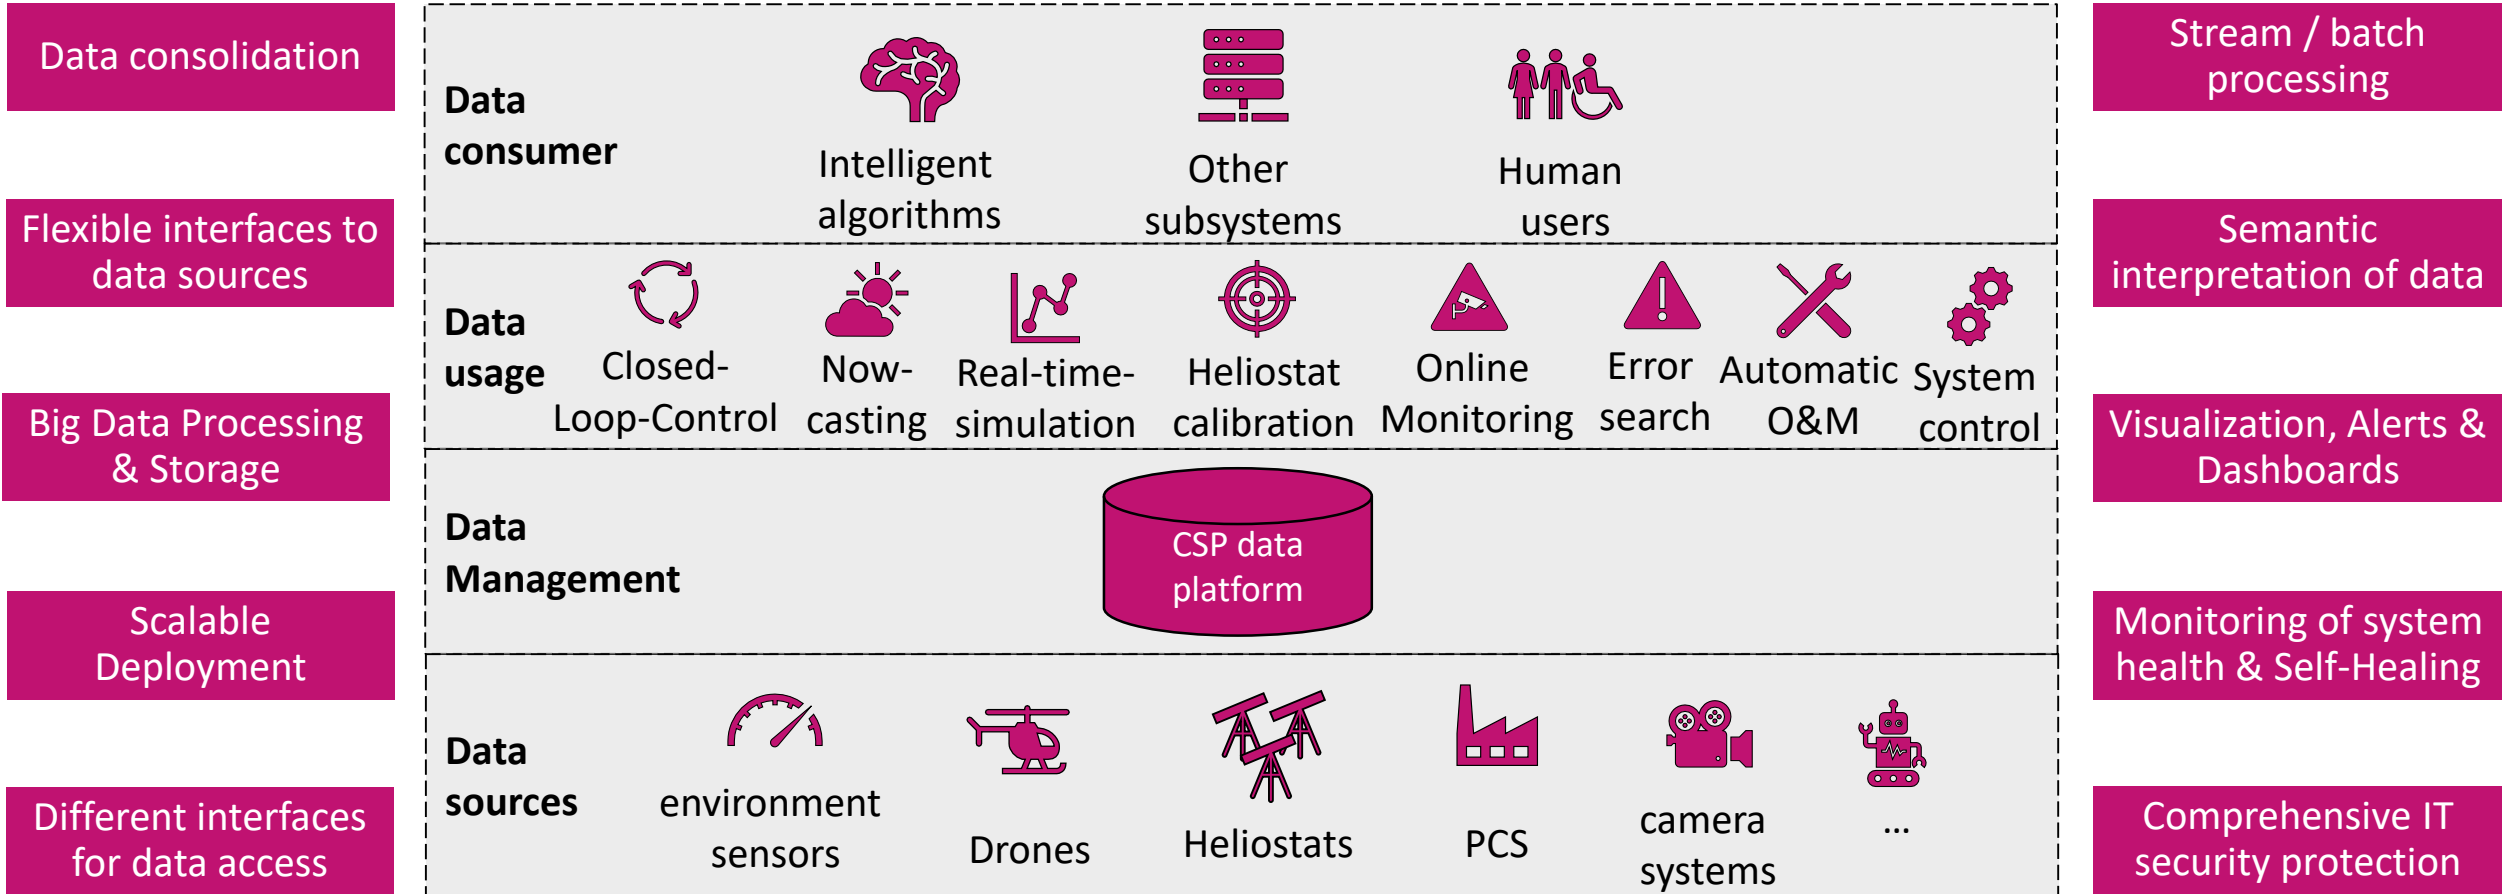 Data consolidation
Flexible interfaces to
data sources
Big Data Processing
& Storage
Scalable
Deployment
Different interfaces
for data access
Data
consumer
Intelligent
algorithms
Other
subsystems
Human
users
Data
usage
Closed-
Loop-Control
Now-
casting
Real-time-
simulation
Heliostat
calibration
Online
Monitoring
Error
search
Automatic
O&M
System
control
Data
Management
CSP data
platform
Data
sources
environment
sensors
Drones
Heliostats
PCS
camera
systems
...
Stream / batch
processing
Semantic
interpretation of data
Visualization, Alerts &
Dashboards
Monitoring of system
health & Self-Healing
Comprehensive IT
security protection